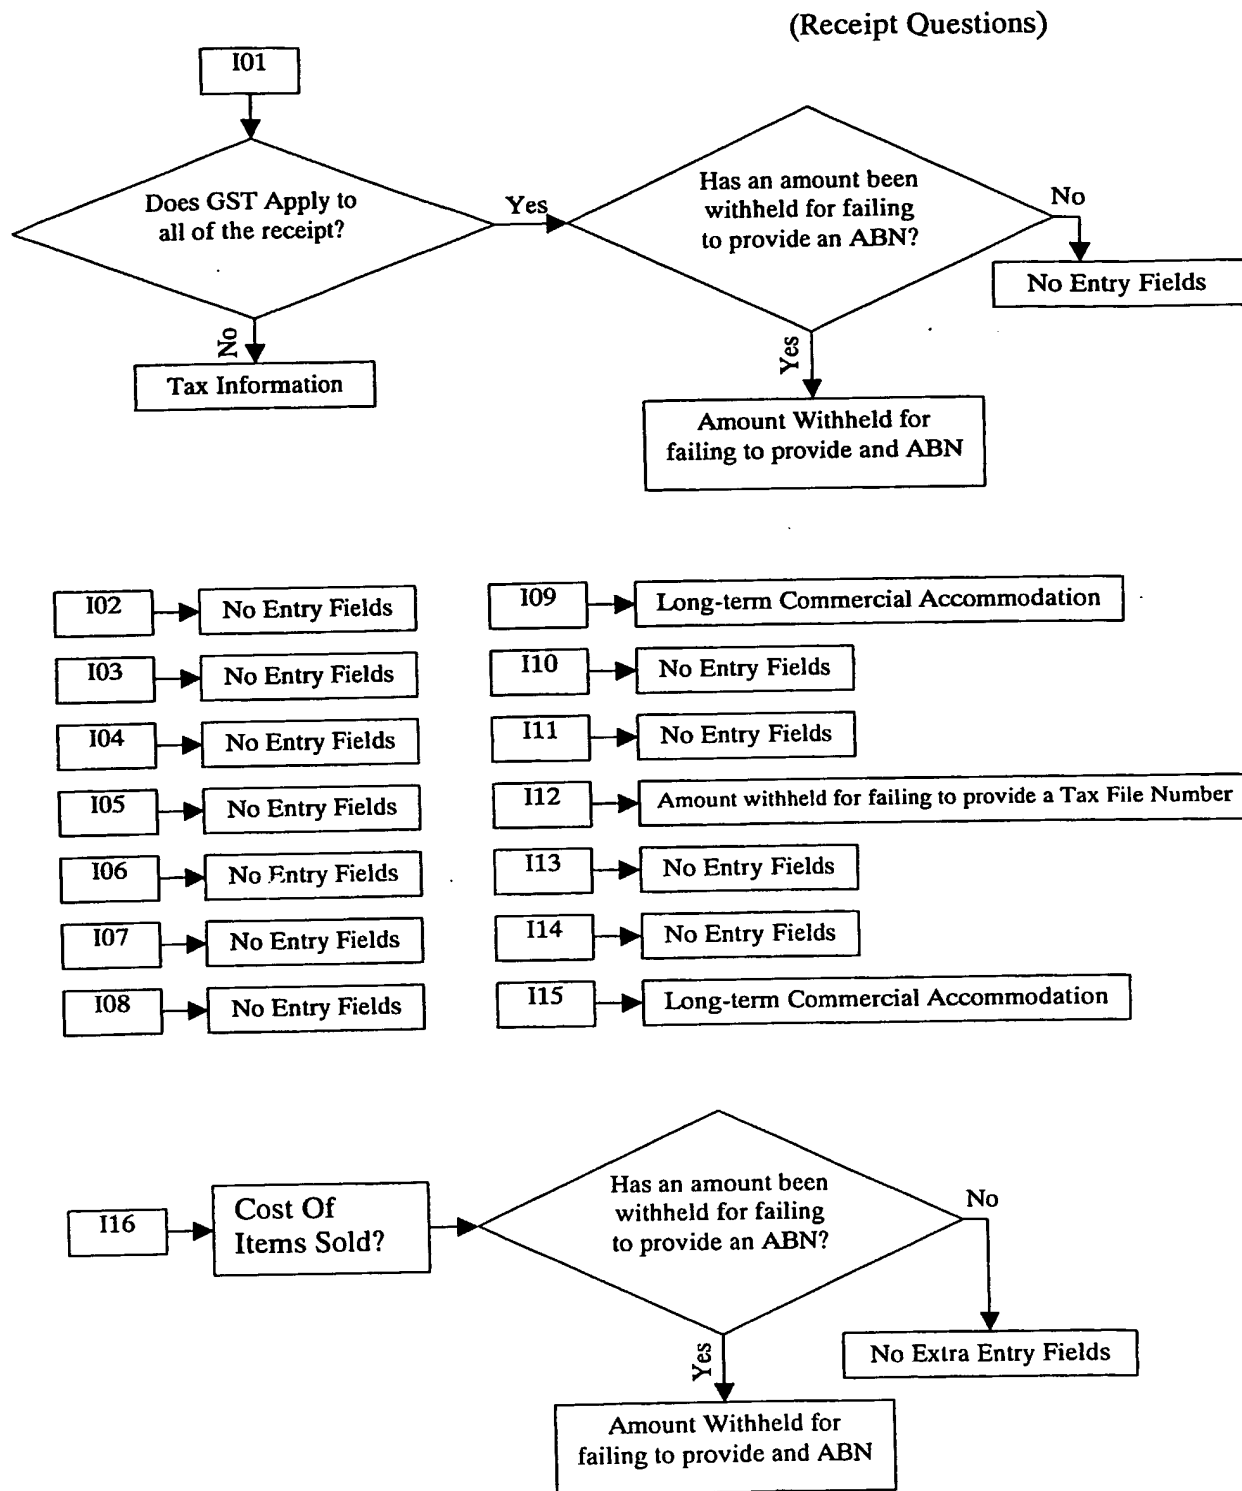 (Receipt Questions)
I01
Does GST Apply to
all of the receipt?
Yes
Has an amount been
withheld for failing
to provide an ABN?
No
No Entry Fields
No
Tax Information
Yes
Amount Withheld for
failing to provide and ABN
I02
No Entry Fields
I03
No Entry Fields
I04
No Entry Fields
I05
No Entry Fields
I06
No Entry Fields
I07
No Entry Fields
I08
No Entry Fields
I09
Long-term Commercial Accommodation
I10
No Entry Fields
I11
No Entry Fields
I12
Amount withheld for failing to provide a Tax File Number
I13
No Entry Fields
I14
No Entry Fields
I15
Long-term Commercial Accommodation
I16
Cost Of
Items Sold?
Has an amount been
withheld for failing
to provide an ABN?
No
No Extra Entry Fields
Yes
Amount Withheld for
failing to provide and ABN